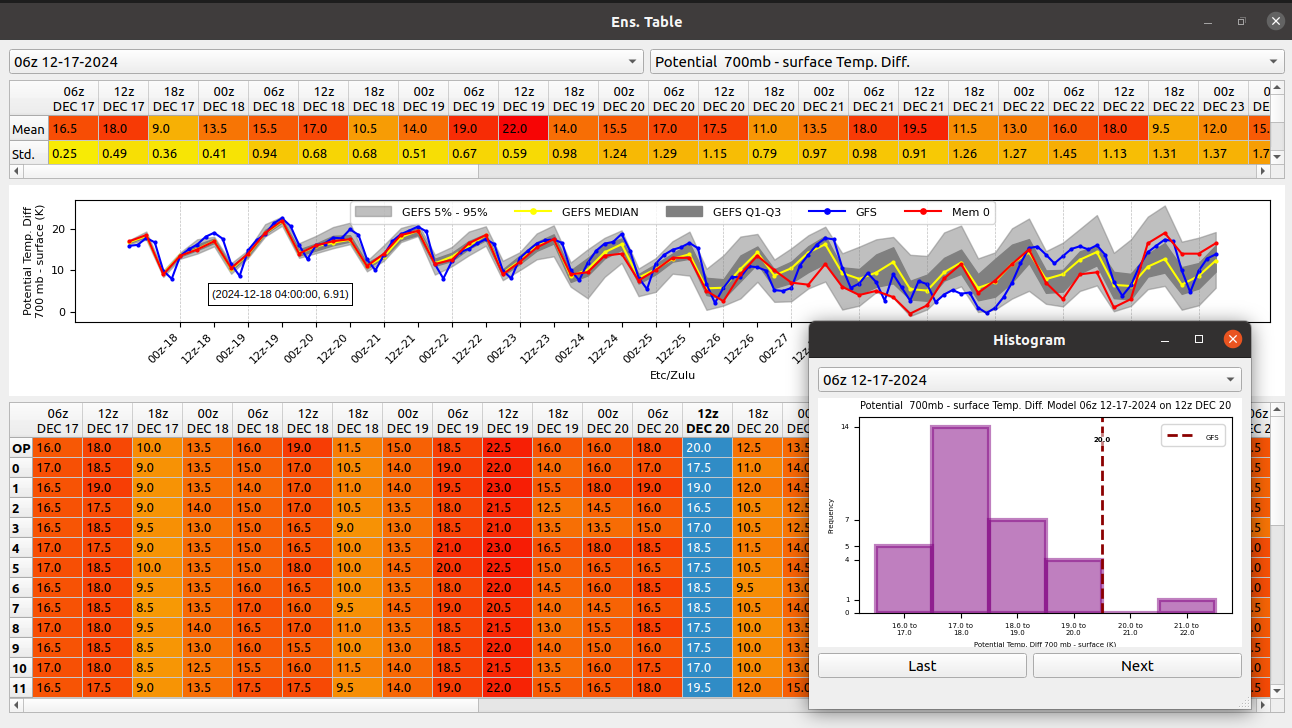 Ens. Table
06z 12-17-2024 Potential 700mb - surface Temp. Diff.
06z 12z 18z 00z 06z 12z 18z 00z 06z 12z 18z 00z 06z 12z 18z 00z 06z 12z 18z 00z 06z 12z 18z 00z
DEC 17 DEC 17 DEC 17 DEC 18 DEC 18 DEC 18 DEC 18 DEC 19 DEC 19 DEC 19 DEC 19 DEC 20 DEC 20 DEC 20 DEC 20 DEC 21 DEC 21 DEC 21 DEC 21 DEC 22 DEC 22 DEC 22 DEC 22 DEC 23
Mean 16.5 18.0 9.0 13.5 15.5 17.0 10.5 14.0 19.0 22.0 14.0 15.5 17.0 17.5 11.0 13.5 18.0 19.5 11.5 13.0 16.0 18.0 9.5 12.0 15.
Std. 0.25 0.49 0.36 0.41 0.94 0.68 0.68 0.51 0.67 0.59 0.98 1.24 1.29 1.15 0.79 0.97 0.98 0.91 1.26 1.27 1.45 1.13 1.31 1.37 1.7
Potential Temp. Diff
700 mb - surface (K)
20
10
0
GEFS 5% - 95% GEFS MEDIAN GEFS Q1-Q3 GFS Mem 0
(2024-12-18 04:00:00, 6.91)
00z-18 12z-18 00z-19 12z-19 00z-20 12z-20 00z-21 12z-21 00z-22 12z-22 00z-23 12z-23 00z-24 12z-24 00z-25 12z-25 00z-26 12z-26 00z-27
Etc/Zulu
06z 12z 18z 00z 06z 12z 18z 00z 06z 12z 18z 00z 06z 12z 18z
DEC 17 DEC 17 DEC 17 DEC 18 DEC 18 DEC 18 DEC 18 DEC 19 DEC 19 DEC 19 DEC 19 DEC 20 DEC 20 DEC 20 DEC 20
OP 16.0 18.0 10.0 13.5 16.0 19.0 11.5 15.0 18.5 22.5 16.0 16.0 18.0 20.0 12.5 13.5
0 17.0 18.5 9.0 13.5 15.0 17.0 10.5 14.0 19.0 22.0 14.0 16.0 17.0 17.5 11.0 14.0
1 16.5 19.0 9.0 13.5 14.0 17.0 11.0 14.0 19.5 23.0 15.5 18.0 19.0 19.0 12.0 14.5
2 16.5 17.5 9.0 14.0 15.0 17.0 10.5 13.5 18.0 21.5 12.5 14.5 16.0 16.5 10.5 12.5
3 16.5 18.5 9.5 13.0 15.0 16.5 9.0 13.0 18.0 21.0 13.5 13.5 15.0 17.0 10.5 12.5
4 17.0 17.5 9.0 13.5 15.0 16.5 10.0 13.5 21.0 23.0 16.5 18.0 18.5 18.5 11.5 14.0
5 17.0 18.5 10.0 13.5 15.0 18.0 10.0 14.5 20.0 22.5 15.0 16.5 16.5 17.5 10.5 14.5
6 16.5 18.0 9.5 13.5 16.0 16.5 10.0 13.5 18.0 22.0 14.5 16.0 18.5 18.5 9.5 13.0
7 16.5 18.5 8.5 13.5 17.0 16.0 9.5 14.5 19.0 20.5 14.0 14.5 16.5 18.5 10.5 14.0
8 17.0 18.0 9.5 14.0 16.5 17.0 11.0 13.5 18.5 21.5 13.0 15.5 18.5 17.5 10.0 13.5
9 16.5 18.5 8.5 13.0 16.0 15.5 10.0 13.5 18.5 22.0 14.0 15.0 16.0 17.5 10.0 13.5
10 17.0 18.0 8.5 12.5 15.5 16.5 11.5 14.0 18.5 21.5 13.5 16.0 17.5 17.0 10.0 13.0
11 16.5 17.5 9.0 13.5 17.5 17.5 9.5 14.0 19.0 22.0 15.5 16.5 18.0 19.5 12.0 15.0
Histogram
06z 12-17-2024
Potential 700mb - surface Temp. Diff. Model 06z 12-17-2024 on 12z DEC 20
Frequency
14
7
5
4
1
0
20.0
GFS
16.0 to 17.0 to 18.0 to 19.0 to 20.0 to 21.0 to
17.0 18.0 19.0 20.0 21.0 22.0
Potential Temp. Diff 700 mb - surface (K)
Last Next